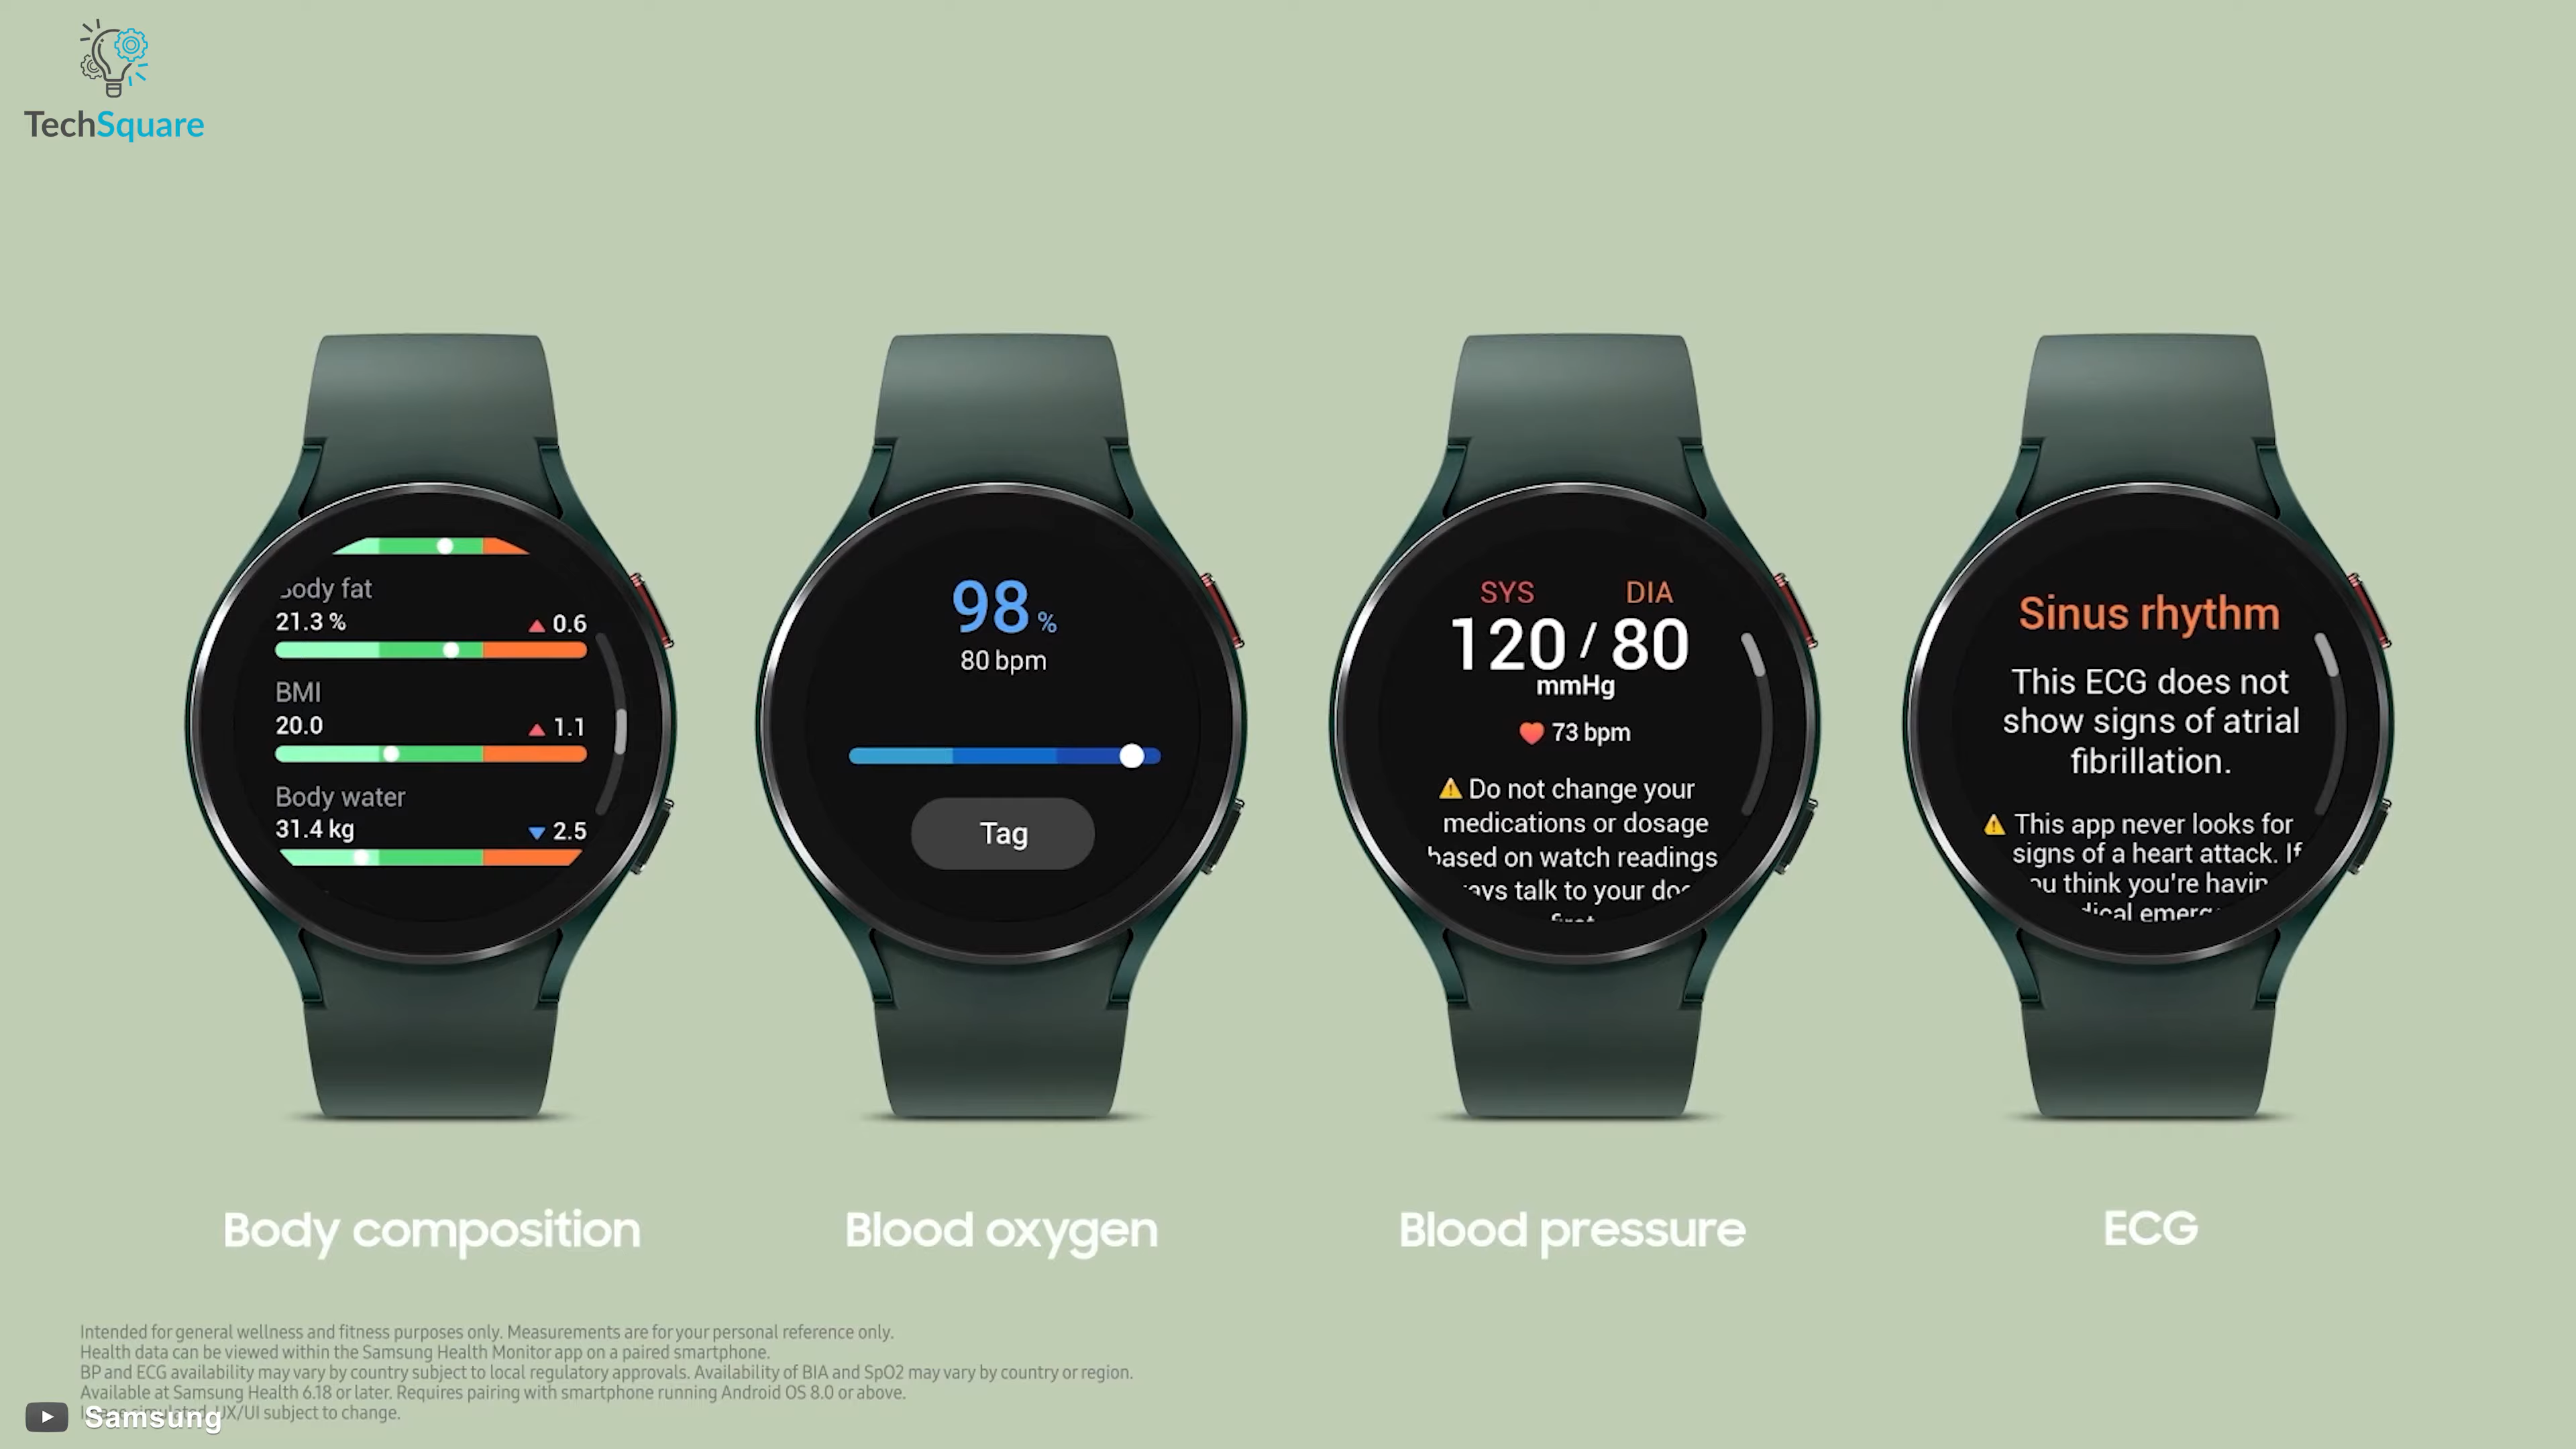 TechSquare
Body fat
21.3 % 0.6
BMI
20.0 1.1
Body water
31.4 kg 2.5
98 %
80 bpm
Tag
SYS DIA
120 / 80
mmHg
73 bpm
Do not change your
medications or dosage
based on watch readings
talk to your
Sinus rhythm
This ECG does not
show signs of atrial
fibrillation.
This app never looks for
signs of a heart attack. If
think you're
Body composition
Blood oxygen
Blood pressure
ECG
Intended for general wellness and fitness purposes only. Measurements are for your personal reference only.
Health data can be viewed within the Samsung Health Monitor app on a paired smartphone.
BP and ECG availability may vary by country subject to local regulatory approvals. Availability of BIA and SpO2 may vary by country or region.
Available at Samsung Health 6.18 or later. Requires pairing with smartphone running Android OS 8.0 or above.
UX/UI subject to change.
Samsung